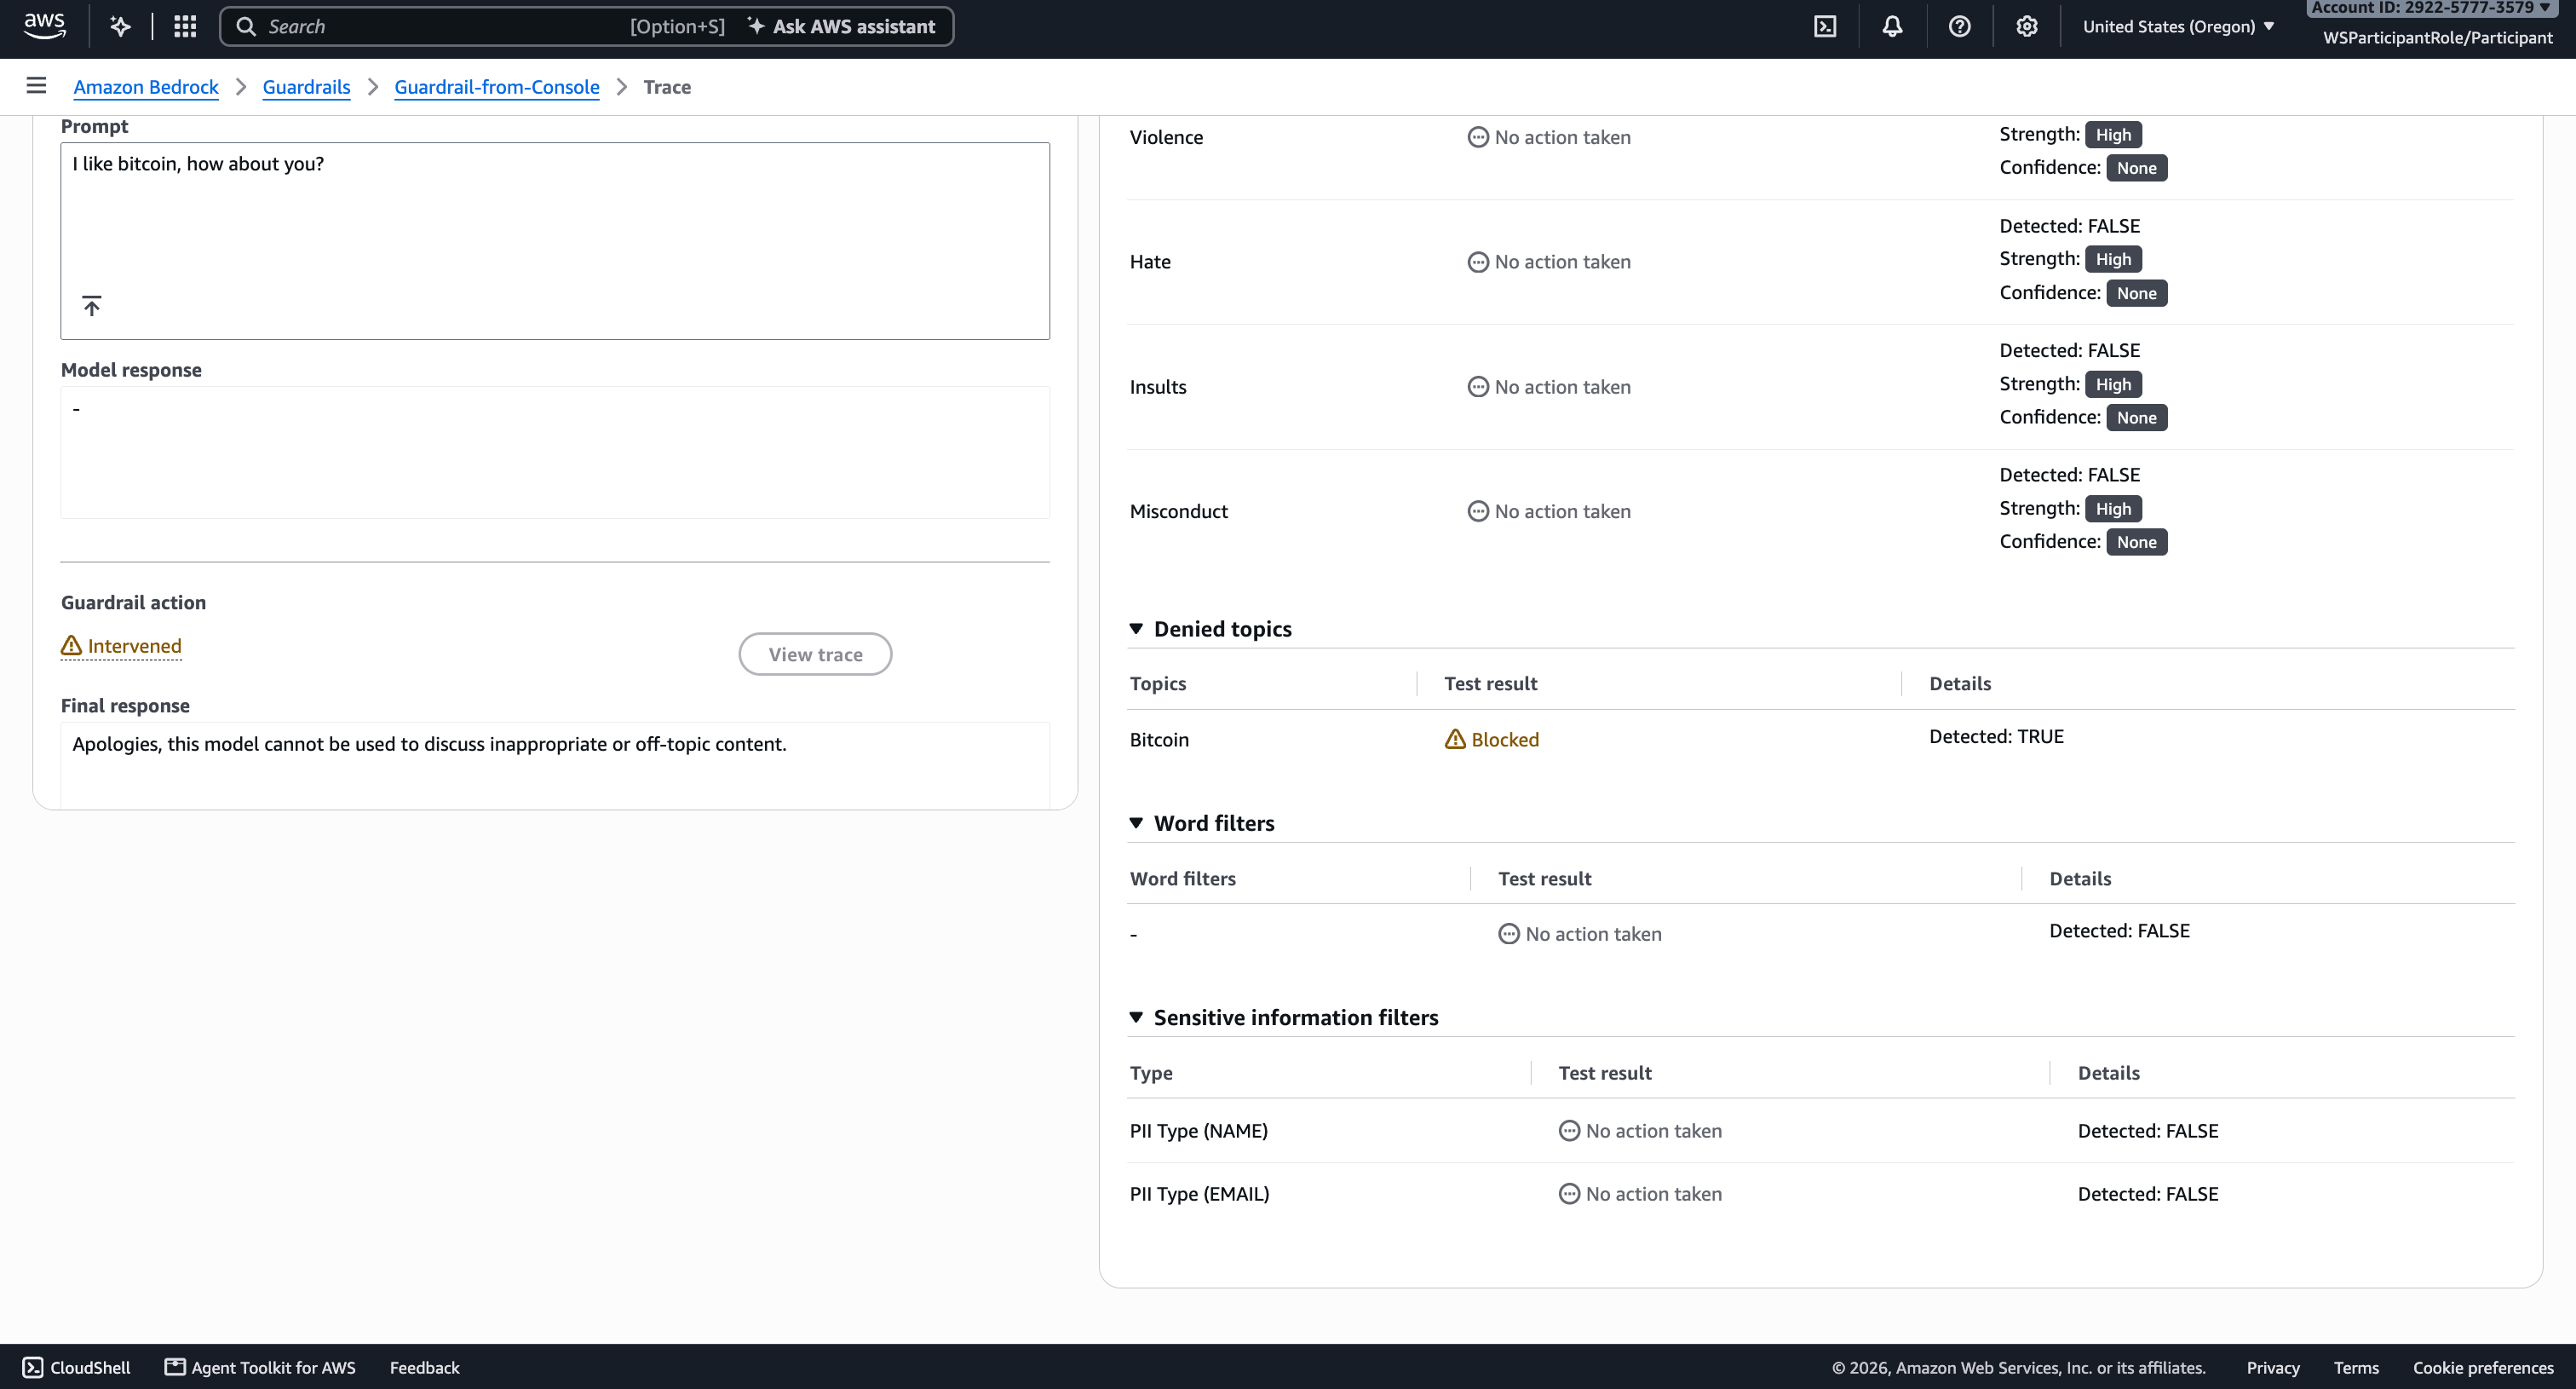 aws
Search [Option+S] Ask AWS assistant
United States (Oregon)
Account ID: 2922-5777-3579
WSParticipantRole/Participant
Amazon Bedrock > Guardrails > Guardrail-from-Console > Trace
Prompt
I like bitcoin, how about you?
Model response
-
Guardrail action
Intervened
View trace
Final response
Apologies, this model cannot be used to discuss inappropriate or off-topic content.
Violence No action taken Strength: High
Confidence: None
Detected: FALSE
Hate No action taken Strength: High
Confidence: None
Detected: FALSE
Insults No action taken Strength: High
Confidence: None
Detected: FALSE
Misconduct No action taken Strength: High
Confidence: None
Denied topics
Topics Test result Details
Bitcoin Blocked Detected: TRUE
Word filters
Word filters Test result Details
- No action taken Detected: FALSE
Sensitive information filters
Type Test result Details
PII Type (NAME) No action taken Detected: FALSE
PII Type (EMAIL) No action taken Detected: FALSE
CloudShell Agent Toolkit for AWS Feedback © 2026, Amazon Web Services, Inc. or its affiliates. Privacy Terms Cookie preferences